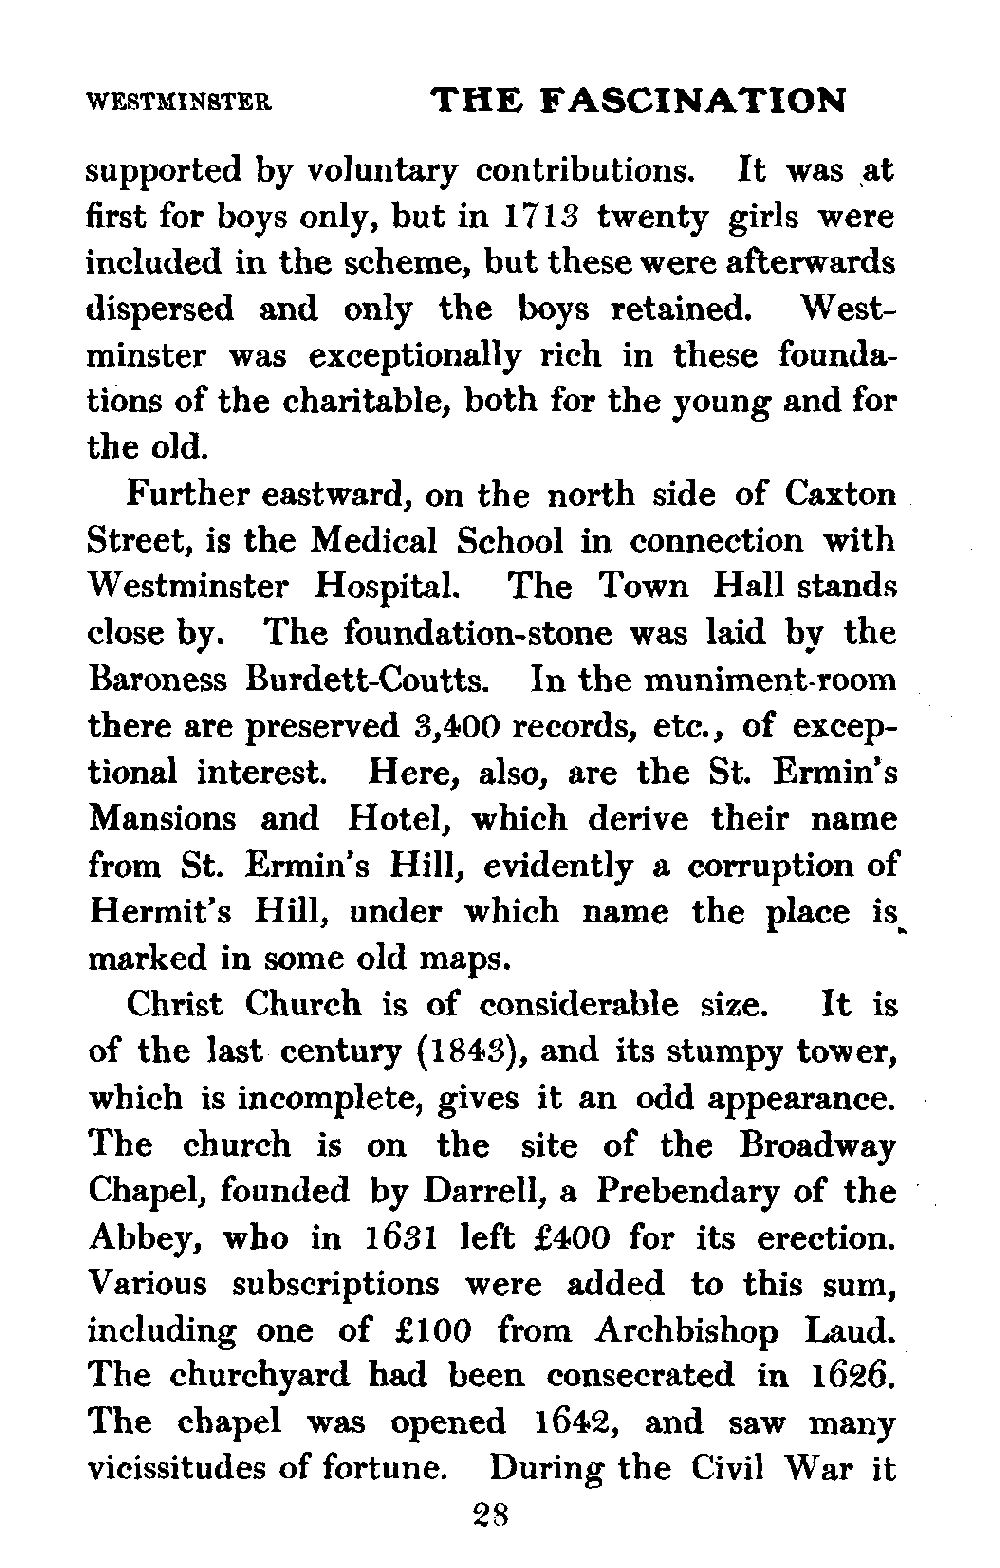 WESTMINSTER THE FASCINATION
supported by voluntary contributions. It was at
first for boys only, but in 1713 twenty girls were
included in the scheme, but these were afterwards
dispersed and only the boys retained. West-
minster was exceptionally rich in these founda-
tions of the charitable, both for the young and for
the old.
Further eastward, on the north side of Caxton
Street, is the Medical School in connection with
Westminster Hospital. The Town Hall stands
close by. The foundation-stone was laid by the
Baroness Burdett-Coutts. In the muniment-room
there are preserved 3,400 records, etc., of excep-
tional interest. Here, also, are the St. Ermin's
Mansions and Hotel, which derive their name
from St. Ermin's Hill, evidently a corruption of
Hermit's Hill, under which name the place is
marked in some old maps.
Christ Church is of considerable size. It is
of the last century (1843), and its stumpy tower,
which is incomplete, gives it an odd appearance.
The church is on the site of the Broadway
Chapel, founded by Darrell, a Prebendary of the
Abbey, who in 1631 left £400 for its erection.
Various subscriptions were added to this sum,
including one of £100 from Archbishop Laud.
The churchyard had been consecrated in 1626.
The chapel was opened 1642, and saw many
vicissitudes of fortune. During the Civil War it
28